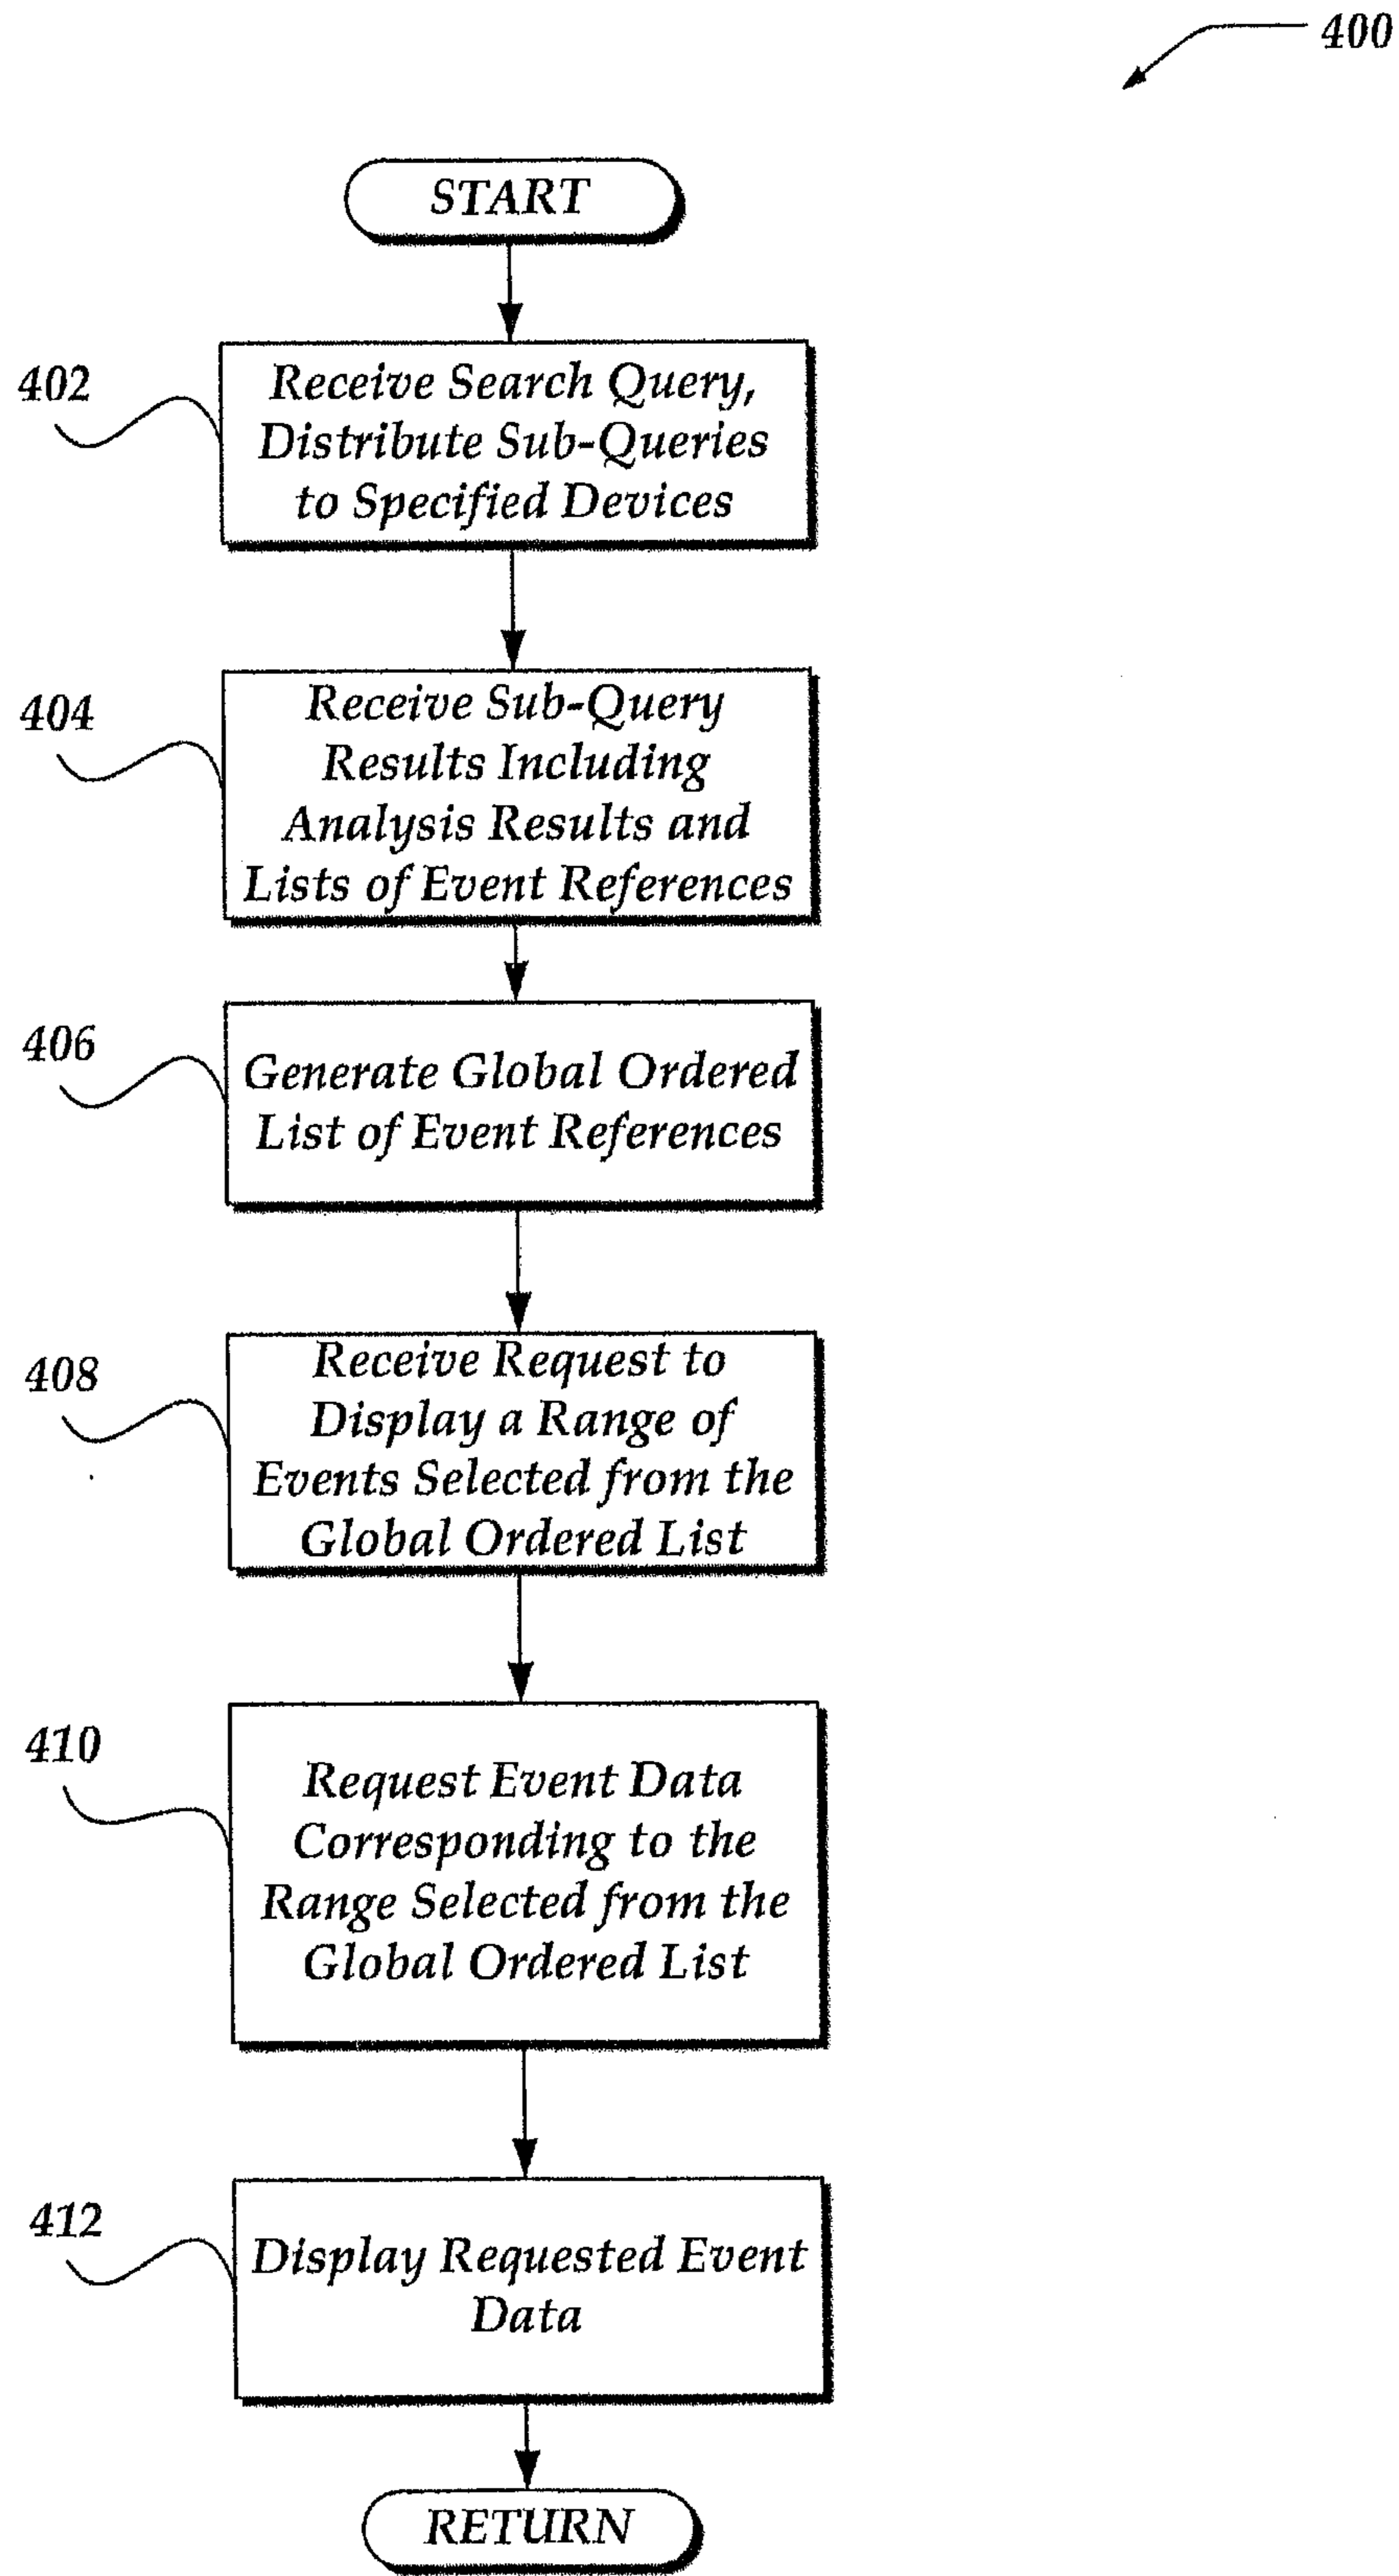 400
START
402
Receive Search Query,
Distribute Sub-Queries
to Specified Devices
404
Receive Sub-Query
Results Including
Analysis Results and
Lists of Event References
406
Generate Global Ordered
List of Event References
408
Receive Request to
Display a Range of
Events Selected from the
Global Ordered List
410
Request Event Data
Corresponding to the
Range Selected from the
Global Ordered List
412
Display Requested Event
Data
RETURN